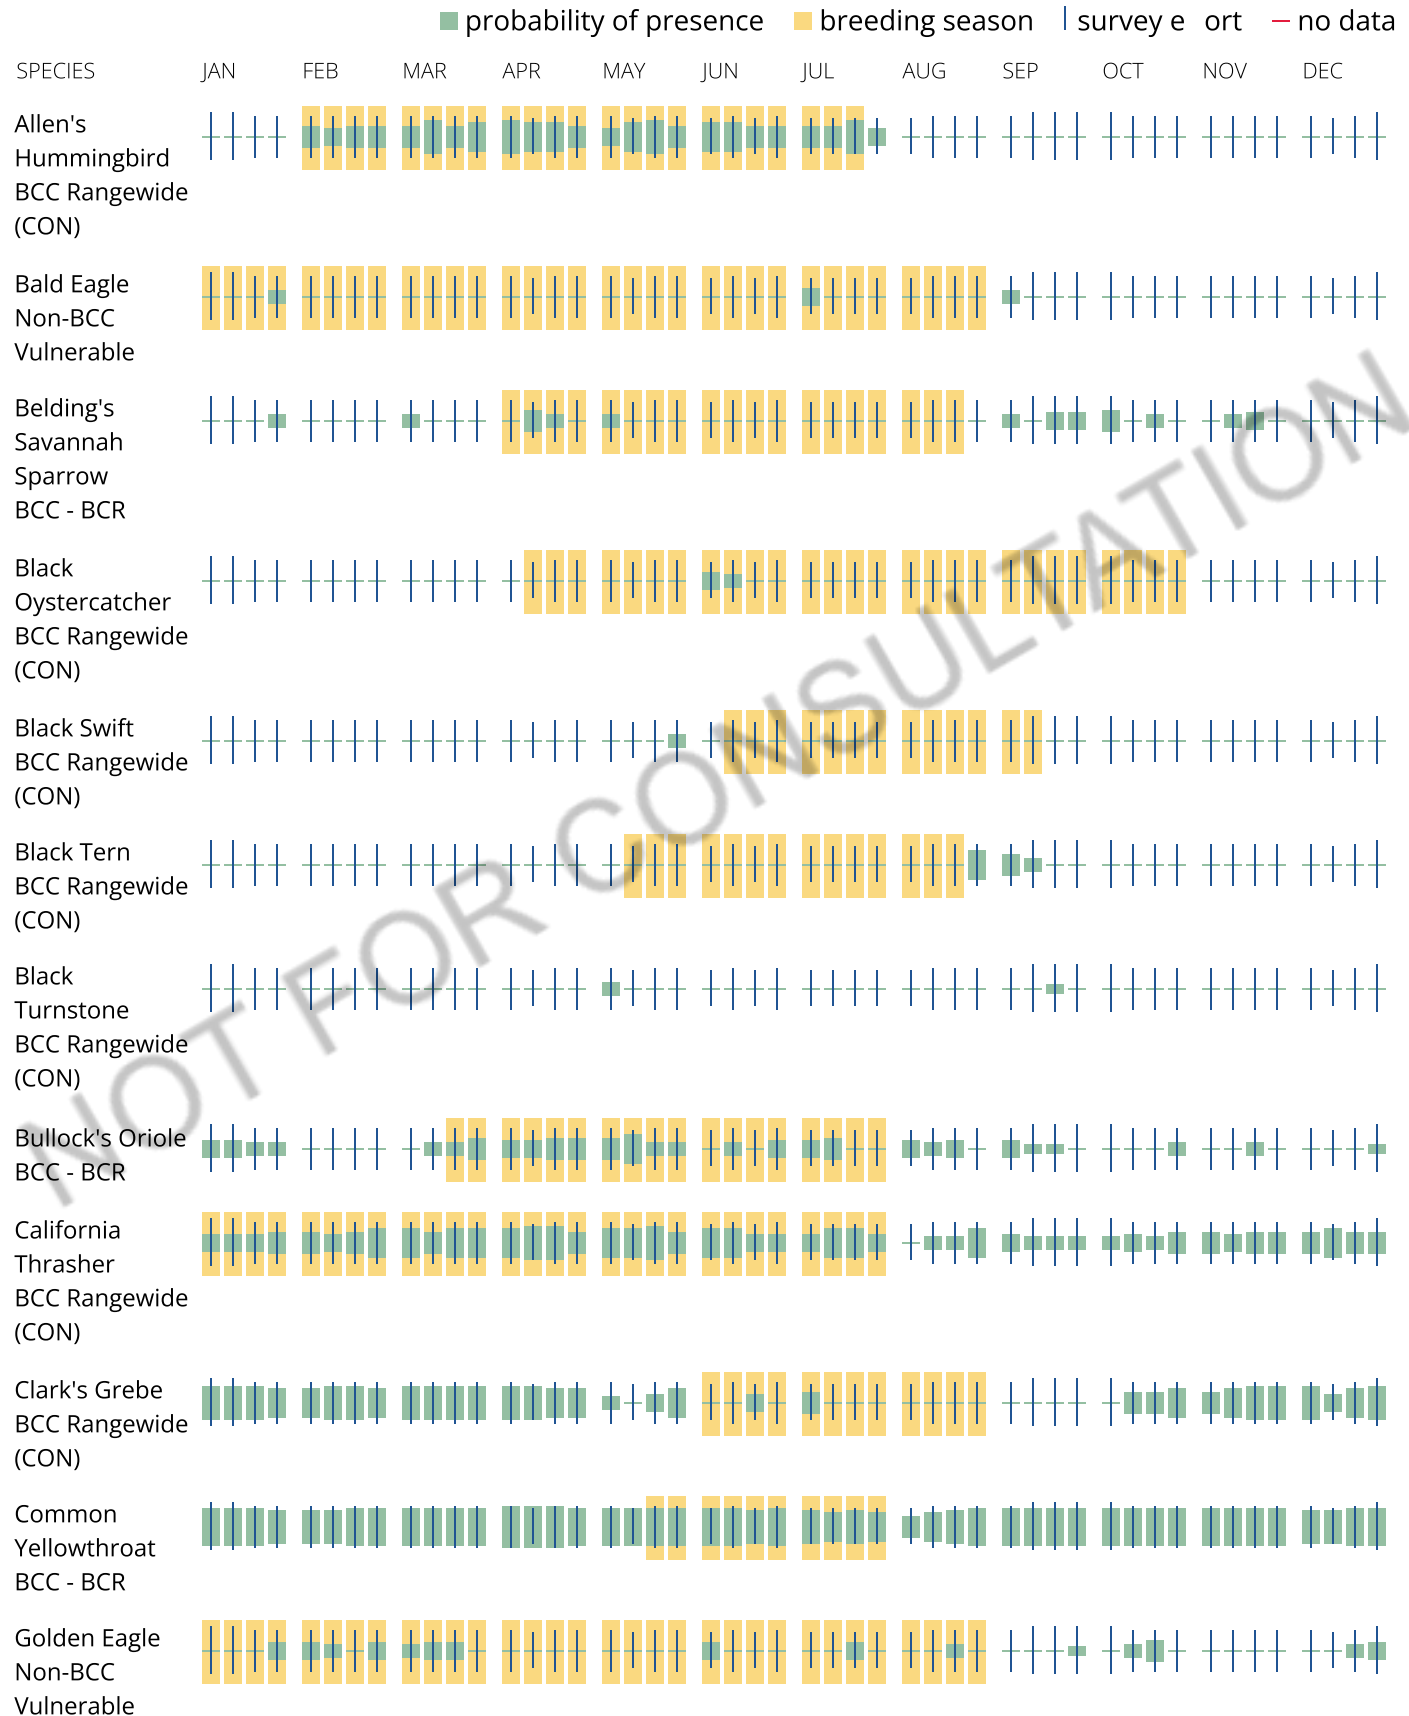 probability of presence breeding season survey e ort no data
SPECIES JAN FEB MAR APR MAY JUN JUL AUG SEP OCT NOV DEC
Allen's
Hummingbird
BCC Rangewide
(CON)
Bald Eagle
Non-BCC
Vulnerable
Belding's
Savannah
Sparrow
BCC - BCR
Black
Oystercatcher
BCC Rangewide
(CON)
Black Swift
BCC Rangewide
(CON)
Black Tern
BCC Rangewide
(CON)
Black
Turnstone
BCC Rangewide
(CON)
Bullock's Oriole
BCC - BCR
California
Thrasher
BCC Rangewide
(CON)
Clark's Grebe
BCC Rangewide
(CON)
Common
Yellowthroat
BCC - BCR
Golden Eagle
Non-BCC
Vulnerable
NOT FOR CONSULTATION